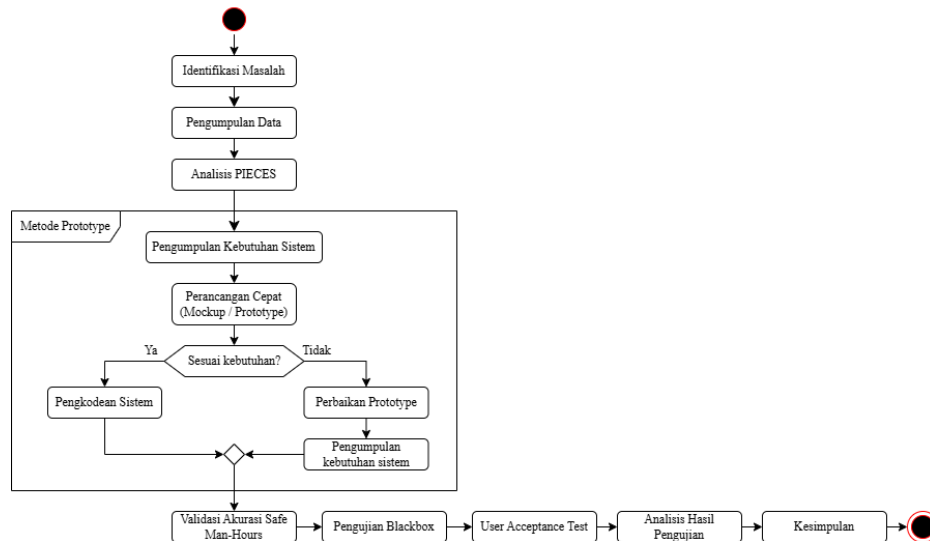 Identifikasi Masalah
Pengumpulan Data
Analisis PIECES
Metode Prototype
Pengumpulan Kebutuhan Sistem
Perancangan Cepat
(Mockup / Prototype)
Ya
Sesuai kebutuhan?
Tidak
Pengkodean Sistem
Perbaikan Prototype
Pengumpulan
kebutuhan sistem
Validasi Akurasi Safe
Man-Hours
Pengujian Blackbox
User Acceptance Test
Analisis Hasil
Pengujian
Kesimpulan